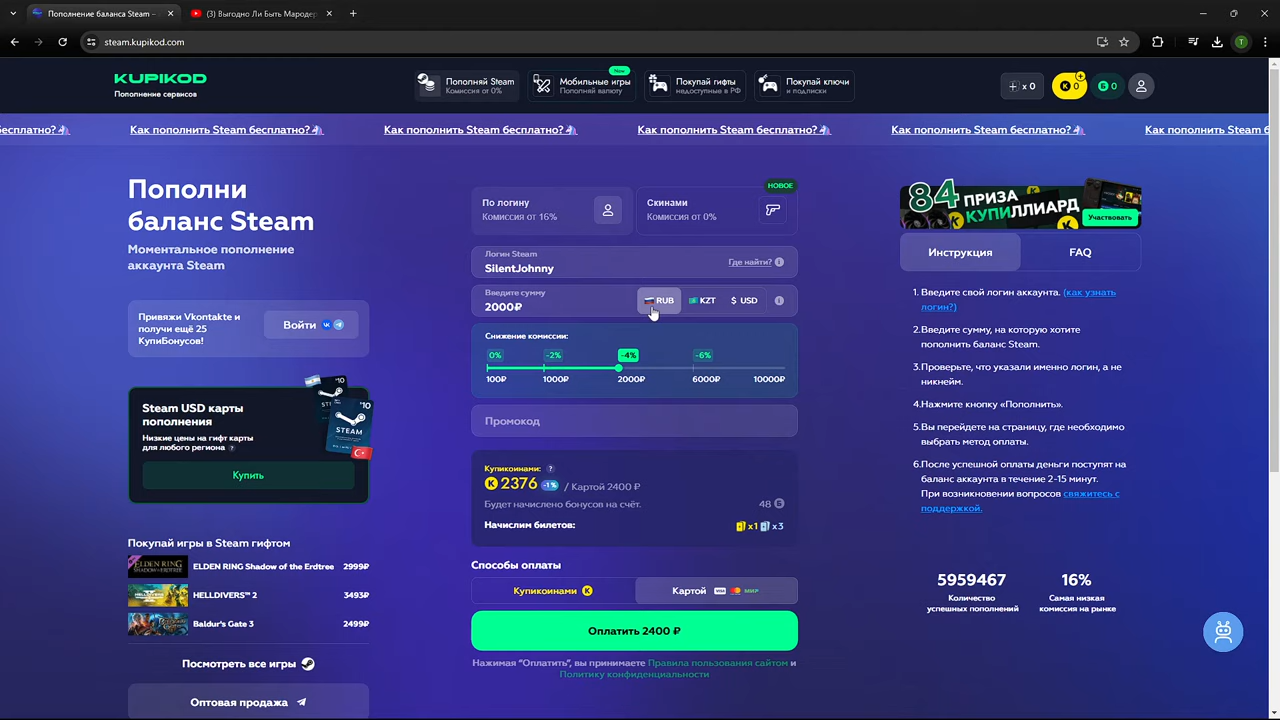 Пополнение баланса Steam –
(3) Выгодно Ли Быть Мародер
steam.kupikod.com
T
KUPIKOD
Пополнение сервисов
Пополняй Steam
Комиссия от 0%
New
Мобильные игры
Пополняй валюту
Покупай гифты
недоступные в РФ
Покупай ключи
и подписки
x 0
K 0
Б 0
есплатно?
Как пополнить Steam бесплатно?
Как пополнить Steam бесплатно?
Как пополнить Steam бесплатно?
Как пополнить Steam бесплатно?
Как пополнить Steam б
Пополни
баланс Steam
Моментальное пополнение
аккаунта Steam
Привяжи Vkontakte и
получи ещё 25
КупиБонусов!
Войти
Steam USD карты
пополнения
Низкие цены на гифт карты
для любого региона ?
Купить
10
10
STEAM
Покупай игры в Steam гифтом
ELDEN RING
ELDEN RING Shadow of the Erdtree 2999₽
HELLDIVERS™ 2 3493₽
Baldur's Gate 3 2499₽
Посмотреть все игры
Оптовая продажа
По логину
Комиссия от 16%
НОВОЕ
Скинами
Комиссия от 0%
Логин Steam
SilentJohnny
Где найти?
Введите сумму
2000₽
RUB
KZT
$ USD
Снижение комиссии:
0% -2% -4% -6%
100₽ 1000₽ 2000₽ 6000₽ 10000₽
Промокод
Купикоинами: ?
K 2376 -1% / Картой 2400 ₽
Будет начислено бонусов на счёт. 48 Б
Начислим билетов: x1 x3
Способы оплаты
Купикоинами K
Картой VISA МИР
Оплатить 2400 ₽
Нажимая “Оплатить”, вы принимаете Правила пользования сайтом и
Политику конфиденциальности
84 ПРИЗА
КУПИЛЛИАРД
Участвовать
Инструкция
FAQ
1. Введите свой логин аккаунта. (как узнать
логин?)
2.Введите сумму, на которую хотите
пополнить баланс Steam.
3.Проверьте, что указали именно логин, а не
никнейм.
4.Нажмите кнопку «Пополнить».
5.Вы перейдете на страницу, где необходимо
выбрать метод оплаты.
6.После успешной оплаты деньги поступят на
баланс аккаунта в течение 2-15 минут.
При возникновении вопросов свяжитесь с
поддержкой.
5959467
Количество
успешных пополнений
16%
Самая низкая
комиссия на рынке